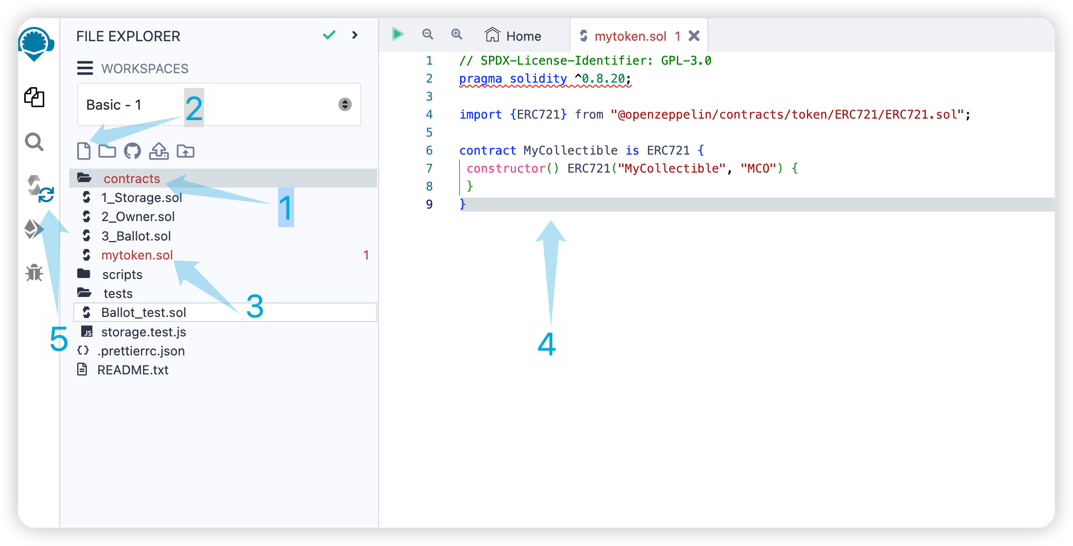 FILE EXPLORER
WORKSPACES
Basic - 1
2
contracts
1
1_Storage.sol
2_Owner.sol
3_Ballot.sol
mytoken.sol 1
scripts
tests
3
Ballot_test.sol
5
JS storage.test.js
{} .prettierrc.json
README.txt
Home
mytoken.sol 1
1 // SPDX-License-Identifier: GPL-3.0
2 pragma solidity ^0.8.20;
3
4 import {ERC721} from "@openzeppelin/contracts/token/ERC721/ERC721.sol";
5
6 contract MyCollectible is ERC721 {
7 constructor() ERC721("MyCollectible", "MCO") {
8 }
9 }
4